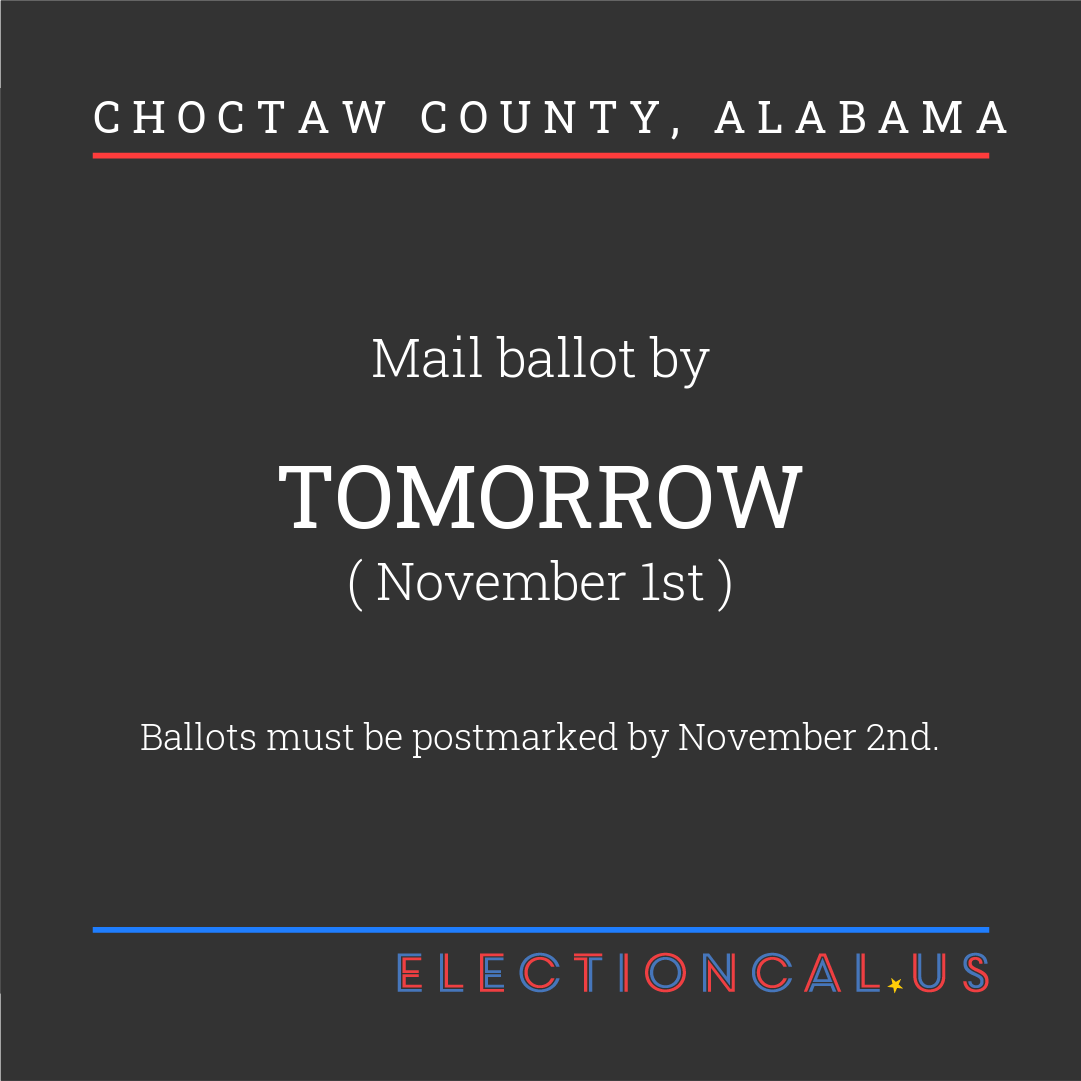 CHOCTAW COUNTY, ALABAMA
Mail ballot by
TOMORROW
( November 1st )
Ballots must be postmarked by November 2nd.
ELECTIONCAL.US